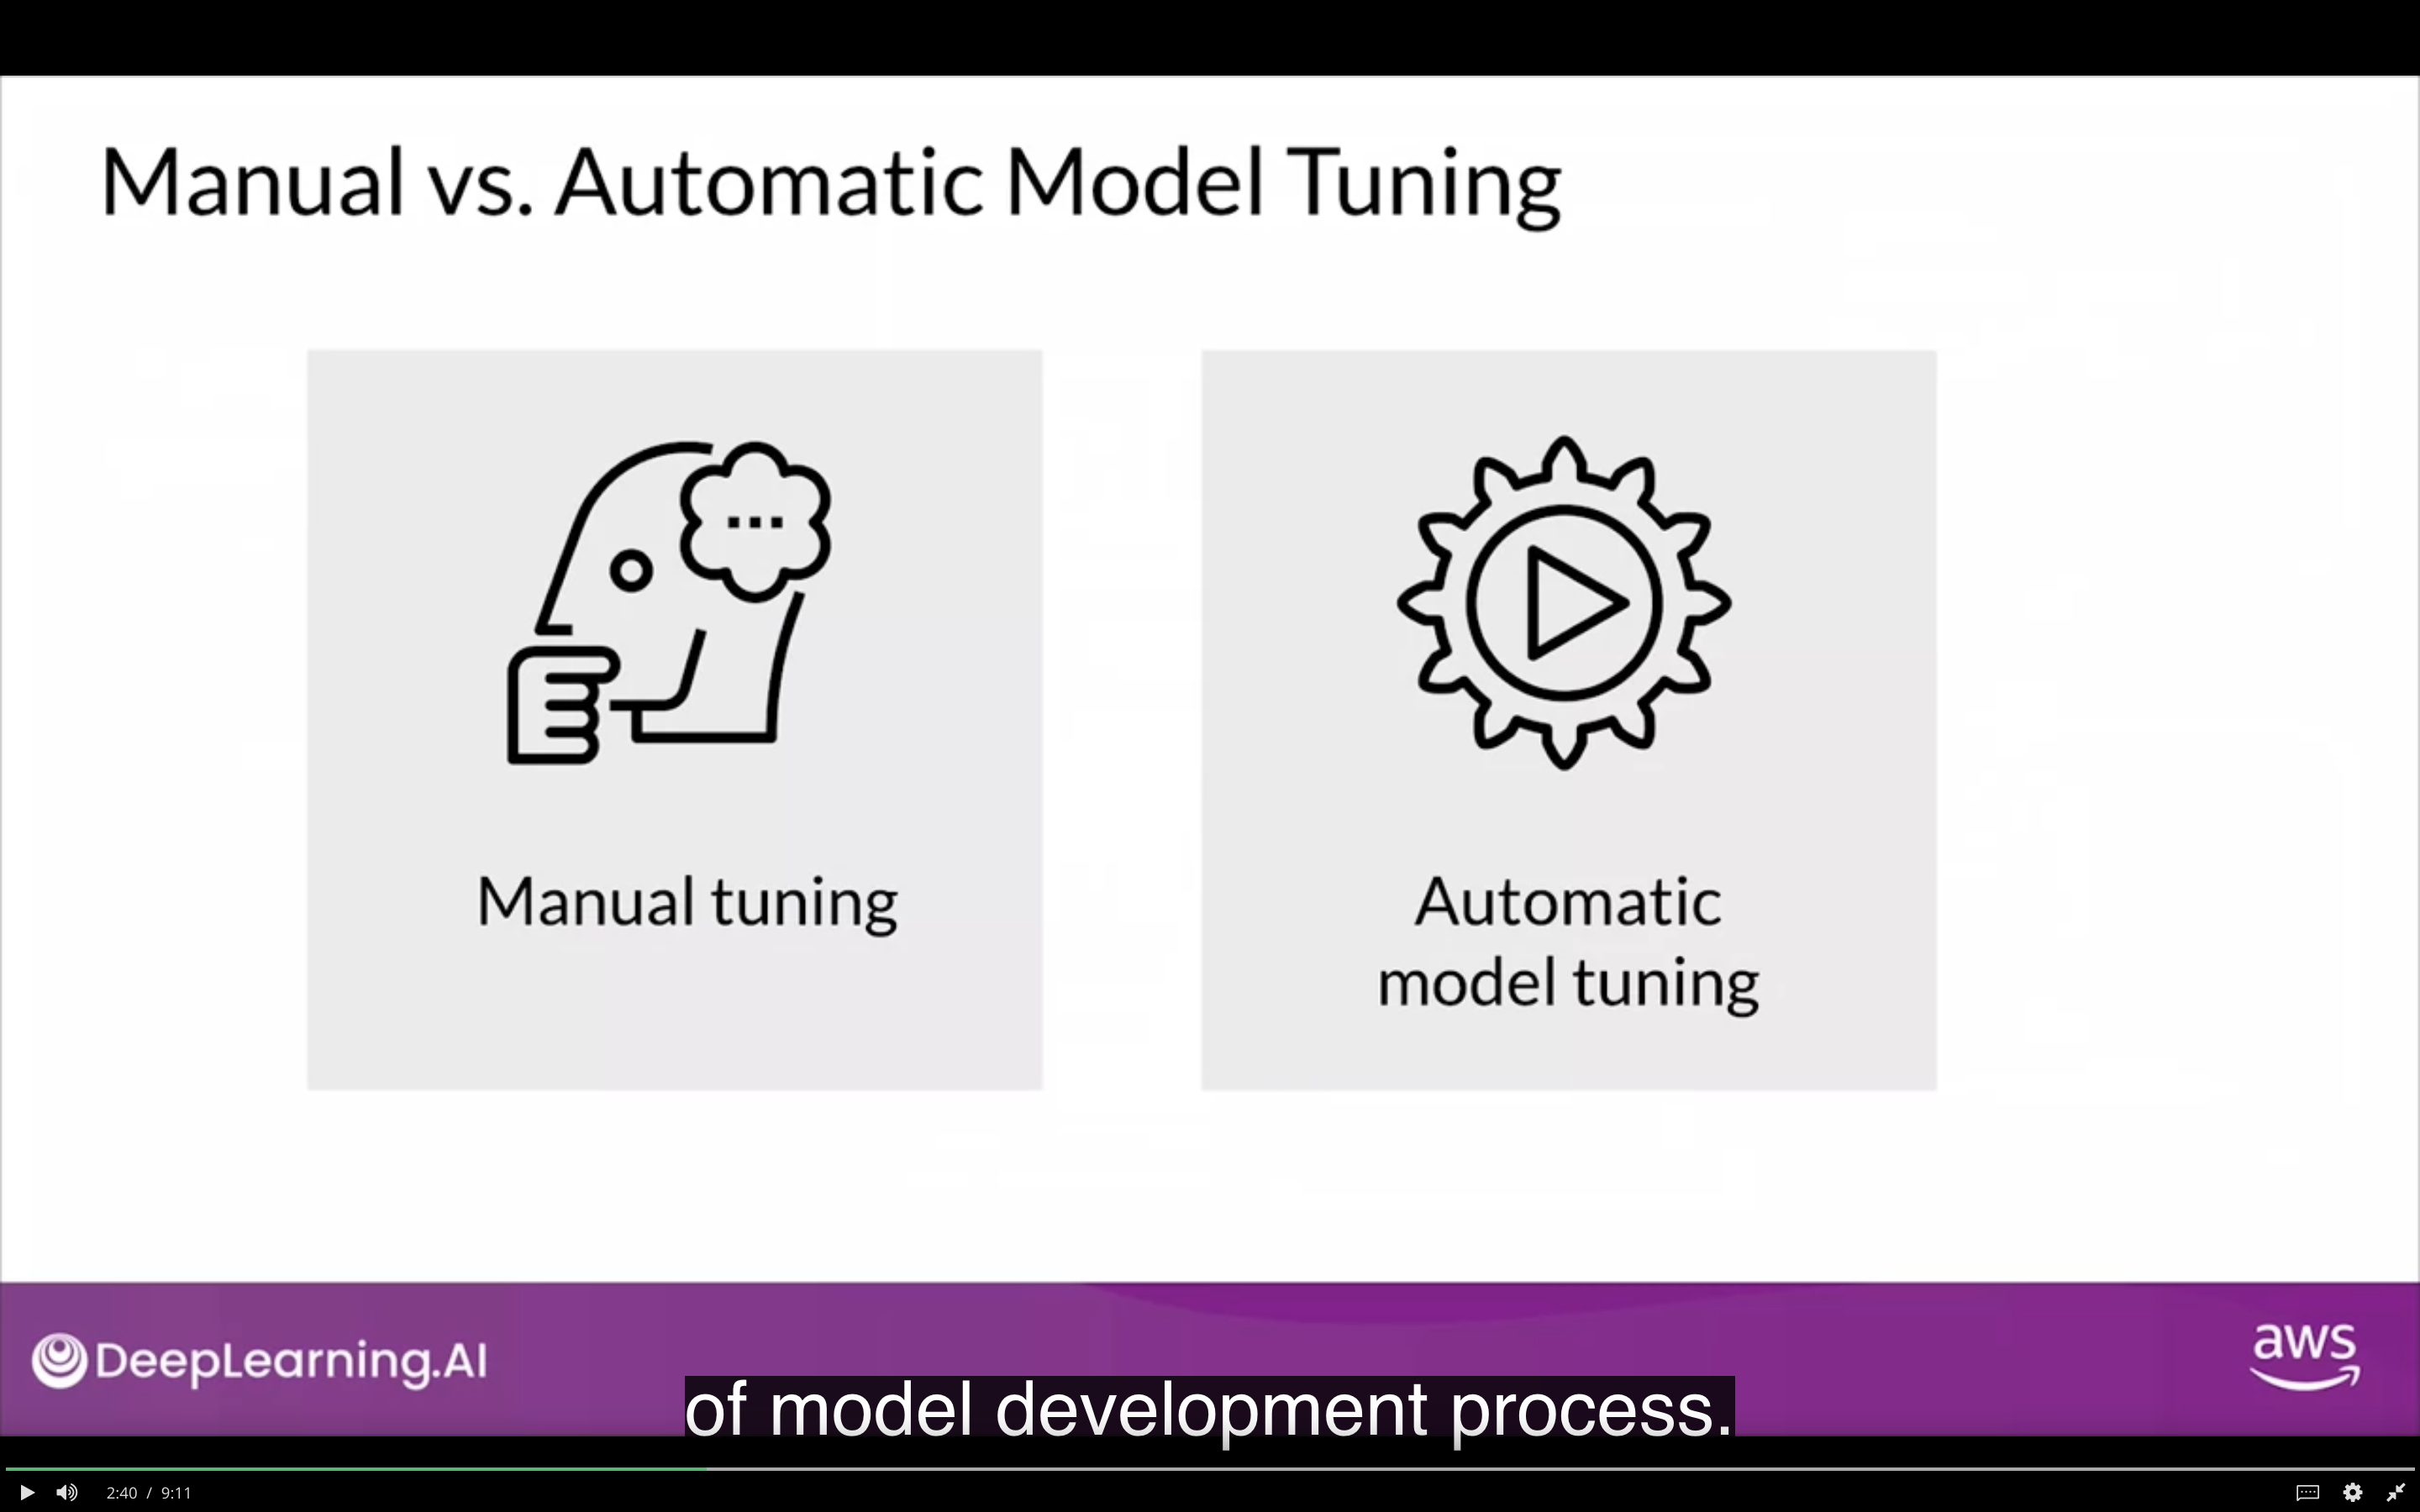 Manual vs. Automatic Model Tuning
...
Manual tuning
Automatic
model tuning
DeepLearning.AI
aws
of model development process.
2:40 / 9:11